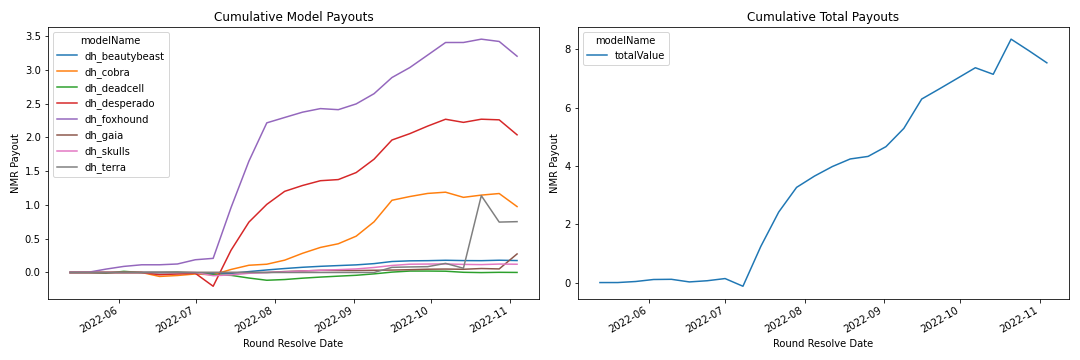 Cumulative Model Payouts
3.5
3.0
2.5
2.0
1.5
1.0
0.5
0.0
NMR Payout
modelName
dh_beautybeast
dh_cobra
dh_deadcell
dh_desperado
dh_foxhound
dh_gaia
dh_skulls
dh_terra
2022-06
2022-07
2022-08
2022-09
2022-10
2022-11
Round Resolve Date
Cumulative Total Payouts
8
6
4
2
0
NMR Payout
modelName
totalValue
2022-06
2022-07
2022-08
2022-09
2022-10
2022-11
Round Resolve Date